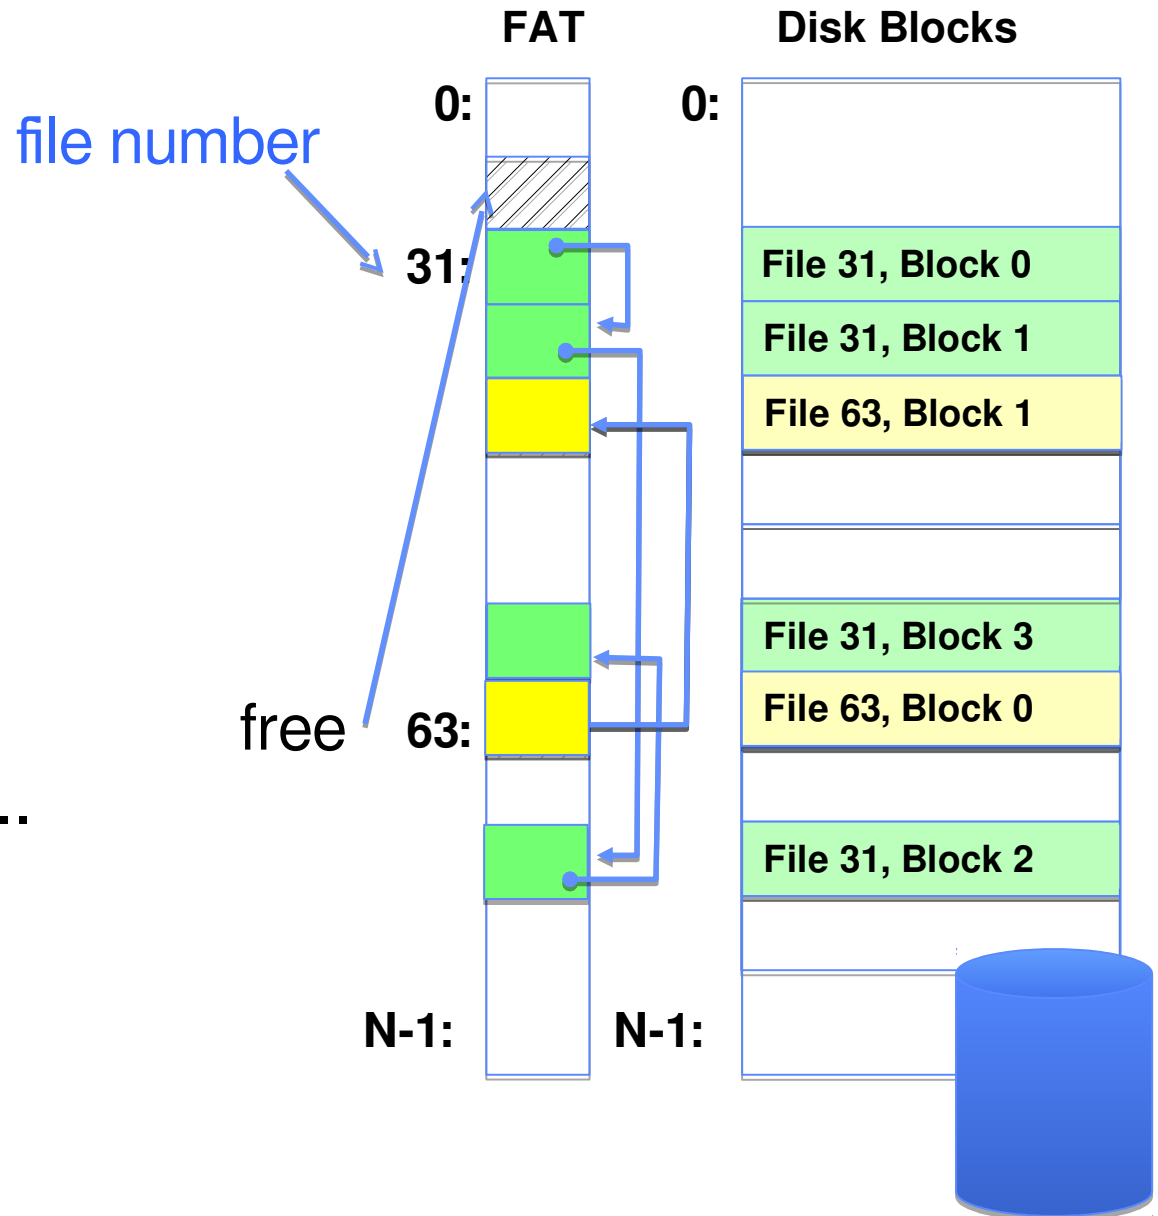 FAT Disk Blocks
0: 0:
file number
31: File 31, Block 0
File 31, Block 1
File 63, Block 1
File 31, Block 3
free 63: File 63, Block 0
..
File 31, Block 2
N-1: N-1: